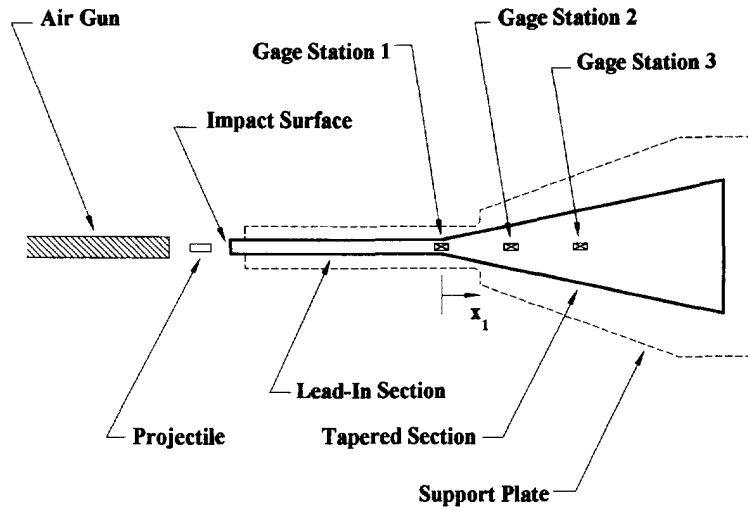 Air Gun
Gage Station 2
Gage Station 1
Gage Station 3
Impact Surface
x₁
Lead-In Section
Projectile
Tapered Section
Support Plate